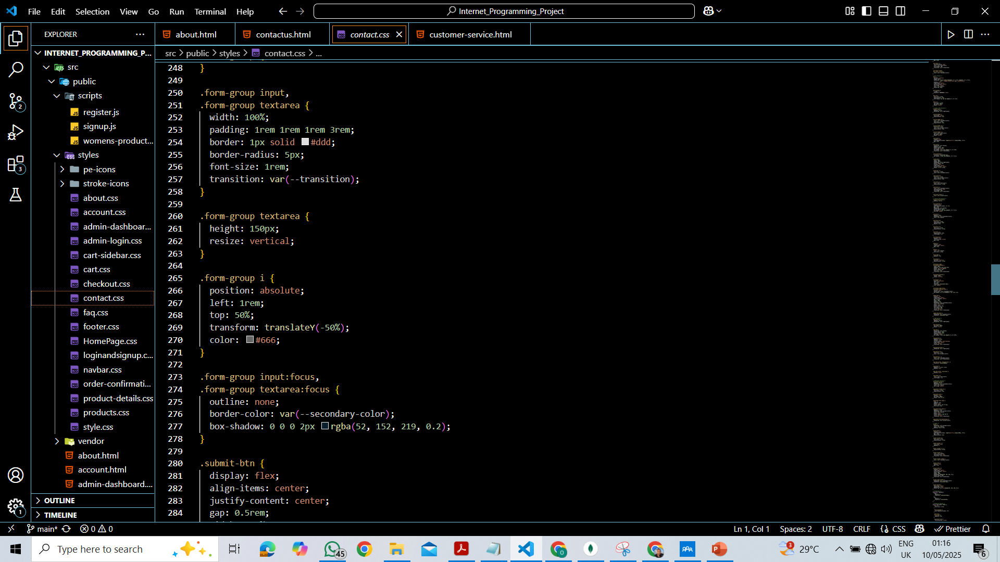 File Edit Selection View Go Run Terminal Help
Internet_Programming_Project
EXPLORER
about.html
contactus.html
contact.css
customer-service.html
INTERNET_PROGRAMMING_P...
src
public
scripts
register.js
signup.js
womens-product...
styles
pe-icons
stroke-icons
about.css
account.css
admin-dashboar...
admin-login.css
cart-sidebar.css
cart.css
checkout.css
contact.css
faq.css
footer.css
HomePage.css
loginandsignup.c...
navbar.css
order-confirmati...
product-details.css
products.css
style.css
vendor
about.html
account.html
admin-dashboard....
OUTLINE
TIMELINE
2
3
1
src > public > styles > contact.css > ...
248 }
249
250 .form-group input,
251 .form-group textarea {
252 width: 100%;
253 padding: 1rem 1rem 1rem 3rem;
254 border: 1px solid #ddd;
255 border-radius: 5px;
256 font-size: 1rem;
257 transition: var(--transition);
258 }
259
260 .form-group textarea {
261 height: 150px;
262 resize: vertical;
263 }
264
265 .form-group i {
266 position: absolute;
267 left: 1rem;
268 top: 50%;
269 transform: translateY(-50%);
270 color: #666;
271 }
272
273 .form-group input:focus,
274 .form-group textarea:focus {
275 outline: none;
276 border-color: var(--secondary-color);
277 box-shadow: 0 0 0 2px rgba(52, 152, 219, 0.2);
278 }
279
280 .submit-btn {
281 display: flex;
282 align-items: center;
283 justify-content: center;
284 gap: 0.5rem;
main* 0 0
Ln 1, Col 1 Spaces: 2 UTF-8 CRLF {} CSS Prettier
Type here to search
45
3 29°C
ENG
UK
01:16
10/05/2025
6